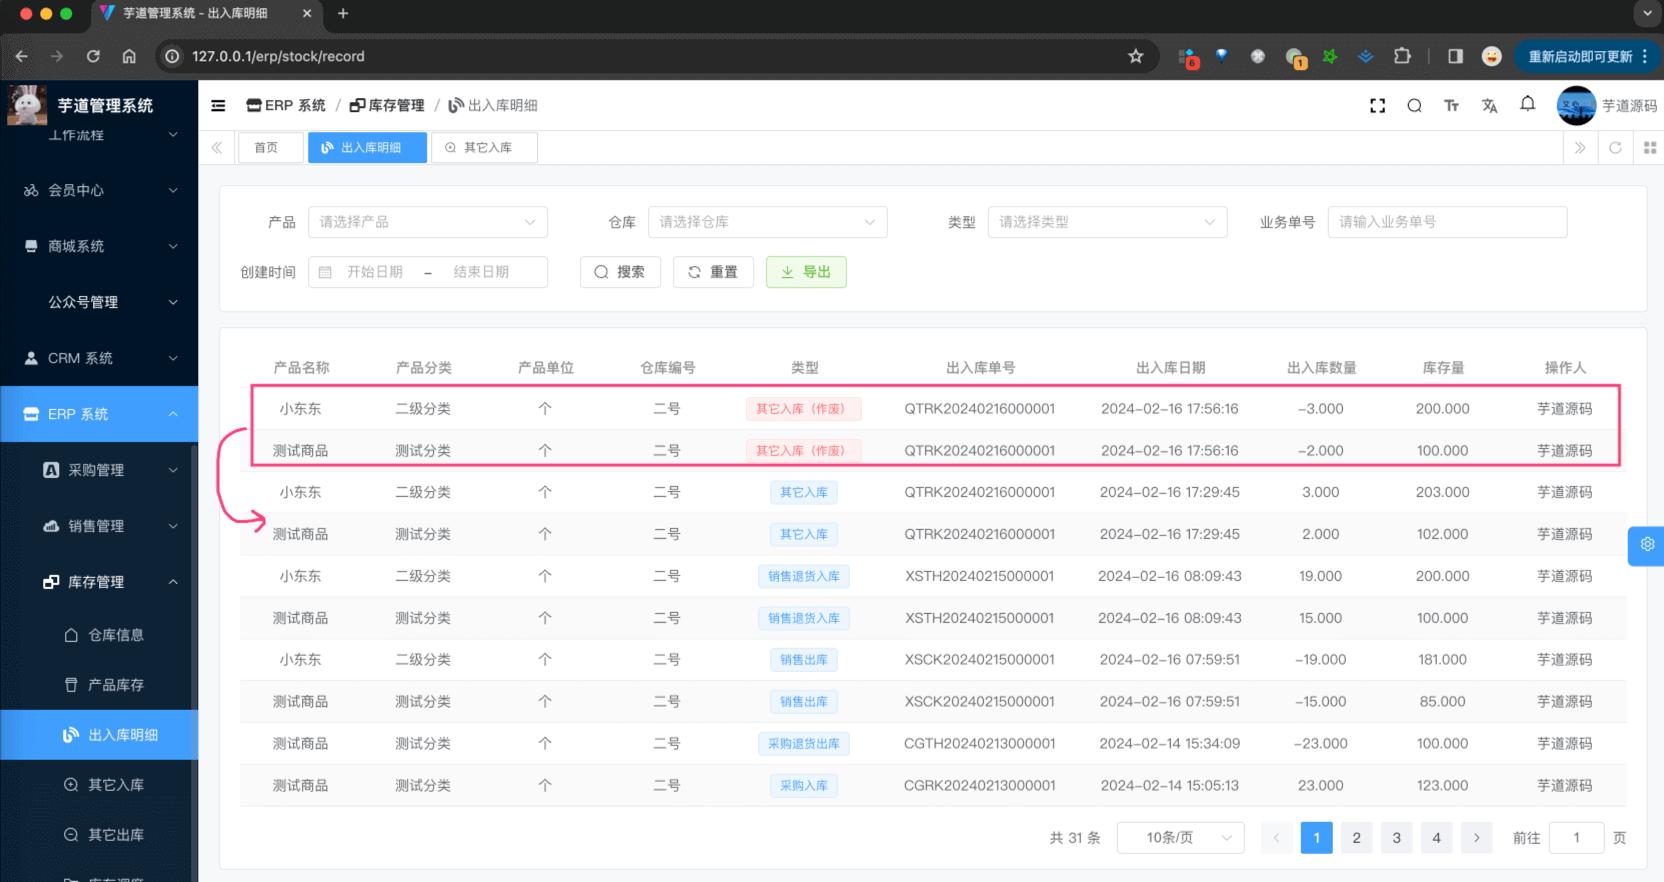 芋道管理系统 - 出入库明细
127.0.0.1/erp/stock/record
6
1
重新启动即可更新
芋道管理系统
ERP 系统 / 库存管理 / 出入库明细
芋道源码
首页
出入库明细
其它入库
工作流程
会员中心
商城系统
公众号管理
CRM 系统
ERP 系统
采购管理
销售管理
库存管理
仓库信息
产品库存
出入库明细
其它入库
其它出库
库存调度
产品 请选择产品 仓库 请选择仓库 类型 请选择类型 业务单号 请输入业务单号
创建时间 开始日期 - 结束日期 搜索 重置 导出
产品名称 产品分类 产品单位 仓库编号 类型 出入库单号 出入库日期 出入库数量 库存量 操作人
小东东 二级分类 个 二号 其它入库（作废） QTRK20240216000001 2024-02-16 17:56:16 -3.000 200.000 芋道源码
测试商品 测试分类 个 二号 其它入库（作废） QTRK20240216000001 2024-02-16 17:56:16 -2.000 100.000 芋道源码
小东东 二级分类 个 二号 其它入库 QTRK20240216000001 2024-02-16 17:29:45 3.000 203.000 芋道源码
测试商品 测试分类 个 二号 其它入库 QTRK20240216000001 2024-02-16 17:29:45 2.000 102.000 芋道源码
小东东 二级分类 个 二号 销售退货入库 XSTH20240215000001 2024-02-16 08:09:43 19.000 200.000 芋道源码
测试商品 测试分类 个 二号 销售退货入库 XSTH20240215000001 2024-02-16 08:09:43 15.000 100.000 芋道源码
小东东 二级分类 个 二号 销售出库 XSCK20240215000001 2024-02-16 07:59:51 -19.000 181.000 芋道源码
测试商品 测试分类 个 二号 销售出库 XSCK20240215000001 2024-02-16 07:59:51 -15.000 85.000 芋道源码
测试商品 测试分类 个 二号 采购退货出库 CGTH20240213000001 2024-02-14 15:34:09 -23.000 100.000 芋道源码
测试商品 测试分类 个 二号 采购入库 CGRK20240213000001 2024-02-14 15:05:13 23.000 123.000 芋道源码
共 31 条 10条/页 1 2 3 4 前往 1 页